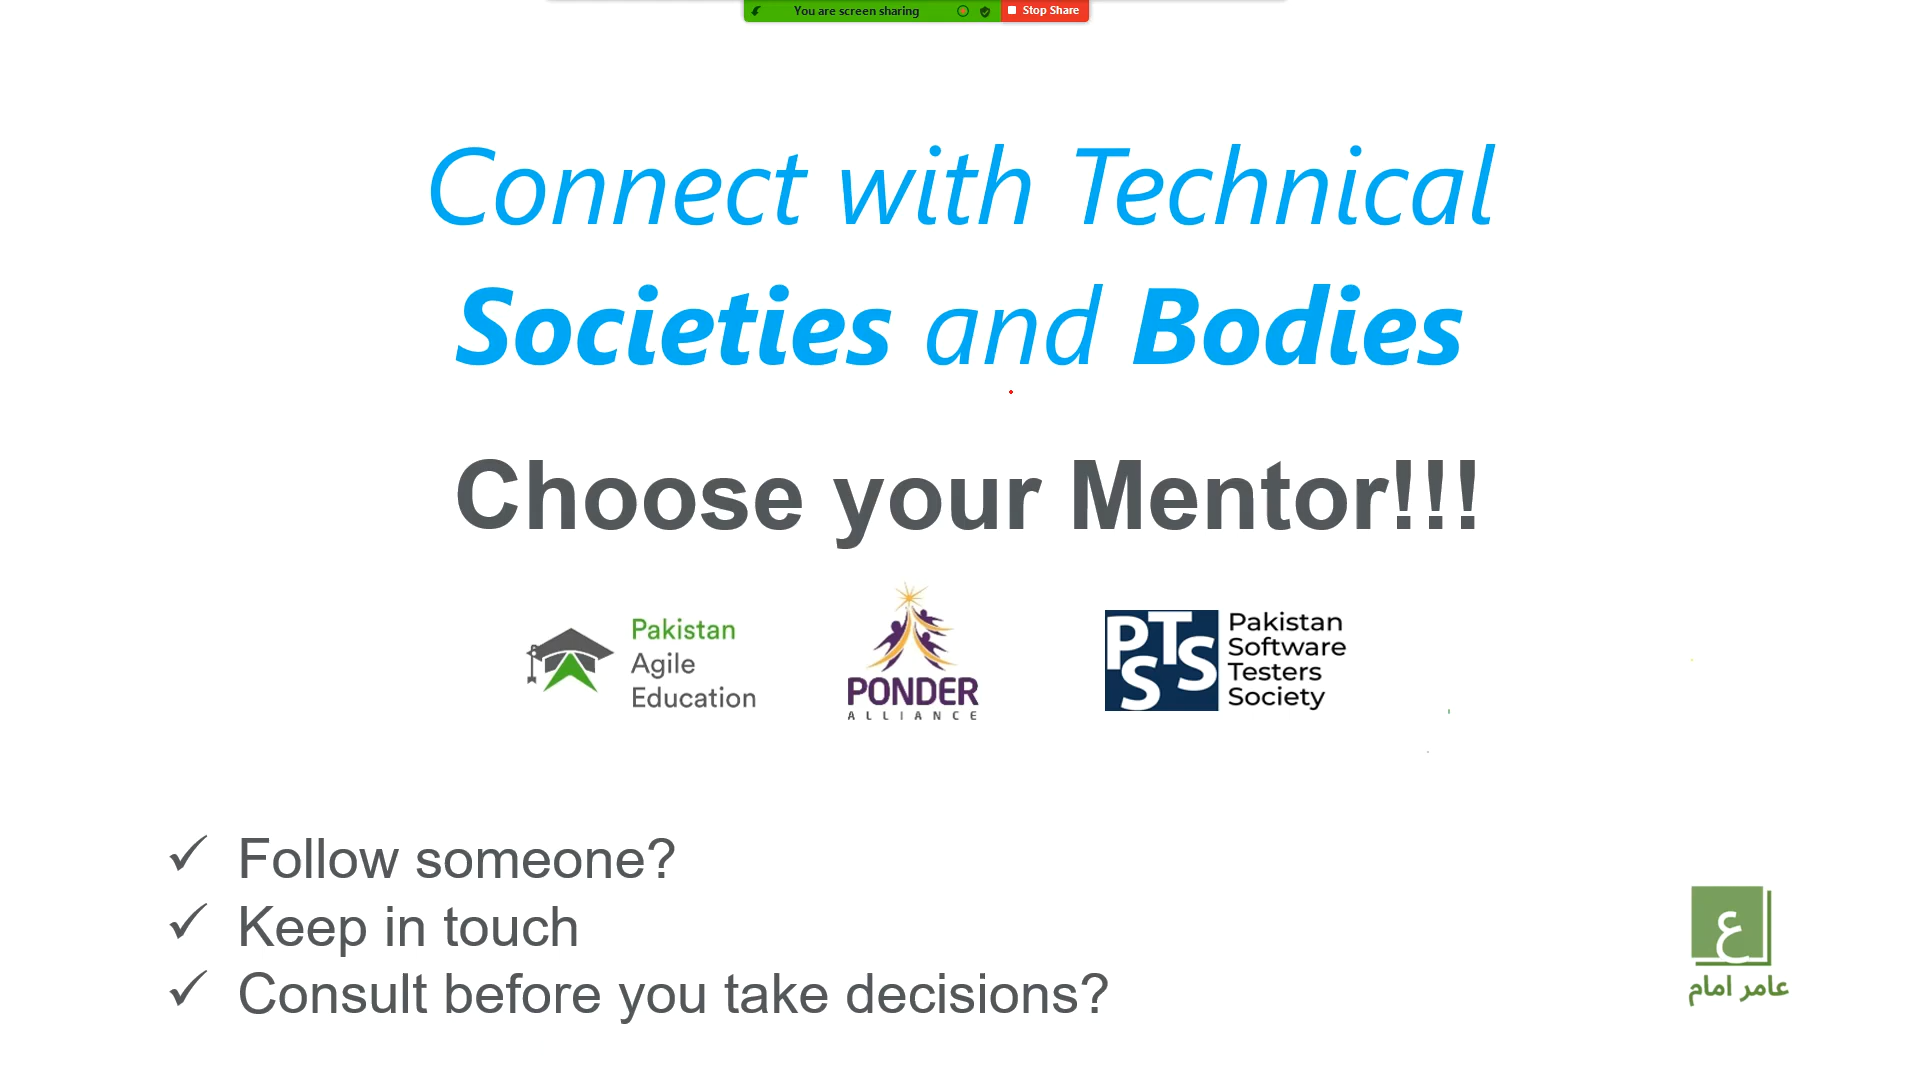 You are screen sharing
Stop Share
Connect with Technical
Societies and Bodies
Choose your Mentor!!!
Pakistan
Agile
Education
PONDER
ALLIANCE
PSTSS
Pakistan
Software
Testers
Society
✓ Follow someone?
✓ Keep in touch
✓ Consult before you take decisions?
ع
عامر امام